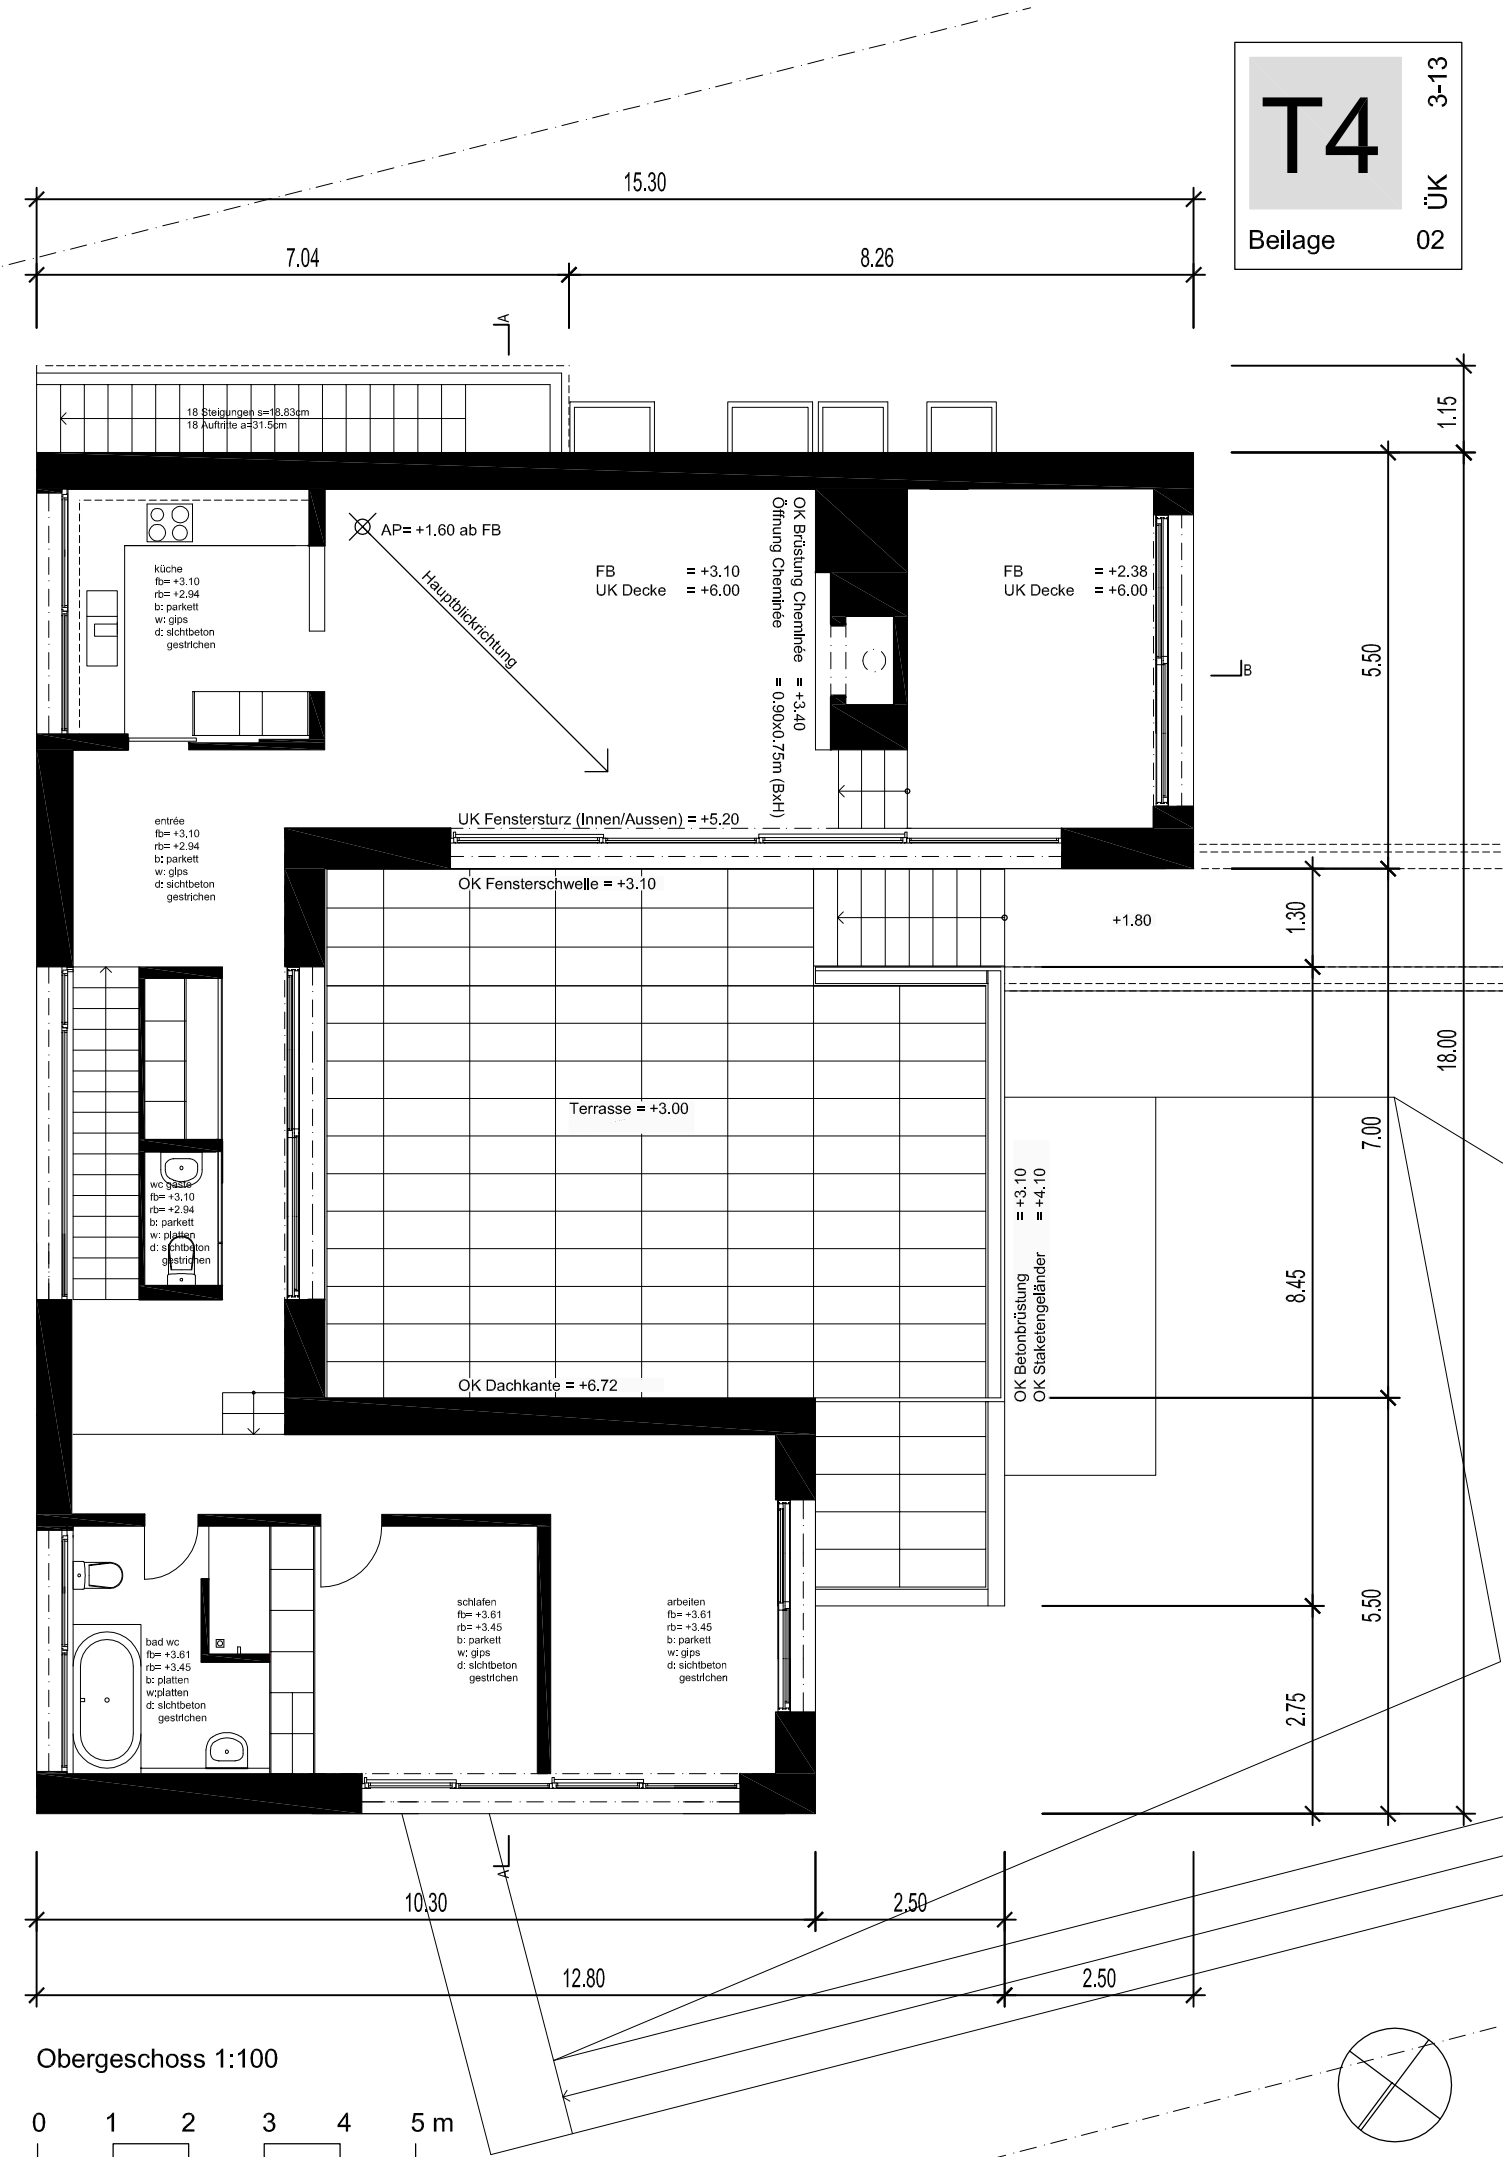 T4
ÜK 3-13
Beilage 02
15.30
7.04
8.26
A
18 Steigungen s=18.83cm
18 Auftritte a=31.5cm
1.15
AP= +1.60 ab FB
Hauptblickrichtung
küche
fb= +3.10
rb= +2.94
b: parkett
w: gips
d: sichtbeton
gestrichen
FB = +3.10
UK Decke = +6.00
OK Brüstung Cheminée = +3.40
Öffnung Cheminée = 0.90x0.75m (BxH)
FB = +2.38
UK Decke = +6.00
B
5.50
UK Fenstersturz (Innen/Aussen) = +5.20
entrée
fb= +3.10
rb= +2.94
b: parkett
w: gips
d: sichtbeton
gestrichen
OK Fensterschwelle = +3.10
+1.80
1.30
18.00
Terrasse = +3.00
7.00
wc gäste
fb= +3.10
rb= +2.94
b: parkett
w: platten
d: sichtbeton
gestrichen
OK Betonbrüstung = +3.10
OK Staketengeländer = +4.10
8.45
OK Dachkante = +6.72
schlafen
fb= +3.61
rb= +3.45
b: parkett
w: gips
d: sichtbeton
gestrichen
arbeiten
fb= +3.61
rb= +3.45
b: parkett
w: gips
d: sichtbeton
gestrichen
5.50
bad wc
fb= +3.61
rb= +3.45
b: platten
w:platten
d: sichtbeton
gestrichen
2.75
A
10.30
2.50
12.80
2.50
Obergeschoss 1:100
0 1 2 3 4 5 m